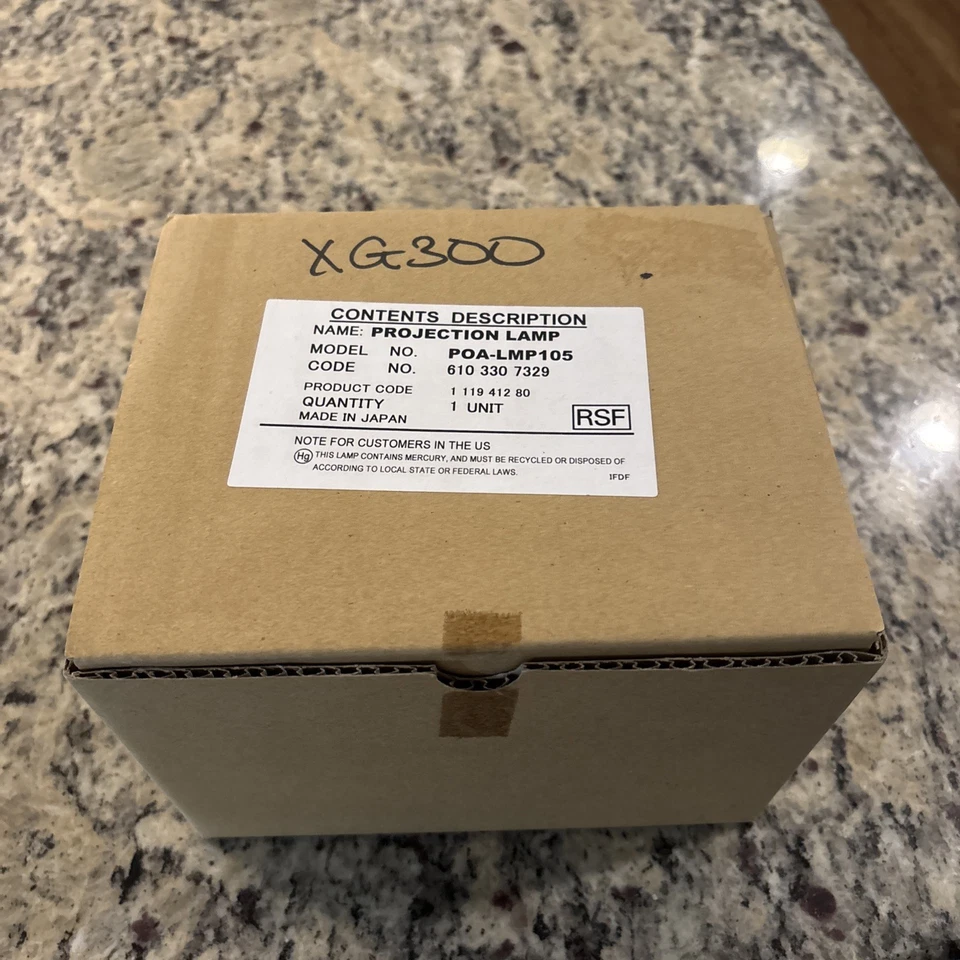 XG300
CONTENTS DESCRIPTION
NAME: PROJECTION LAMP
MODEL NO. POA-LMP105
CODE NO. 610 330 7329
PRODUCT CODE 1 119 412 80
QUANTITY 1 UNIT
MADE IN JAPAN RSF
NOTE FOR CUSTOMERS IN THE US
Hg THIS LAMP CONTAINS MERCURY, AND MUST BE RECYCLED OR DISPOSED OF
ACCORDING TO LOCAL STATE OR FEDERAL LAWS.
1FDF